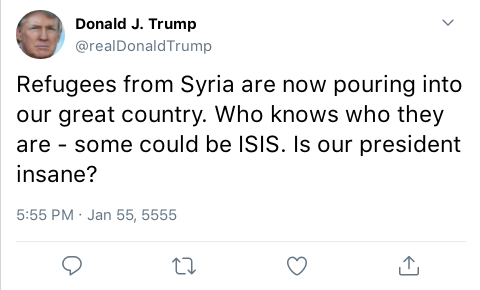 Donald J. Trump
@realDonaldTrump
Refugees from Syria are now pouring into
our great country. Who knows who they
are - some could be ISIS. Is our president
insane?
5:55 PM · Jan 55, 5555